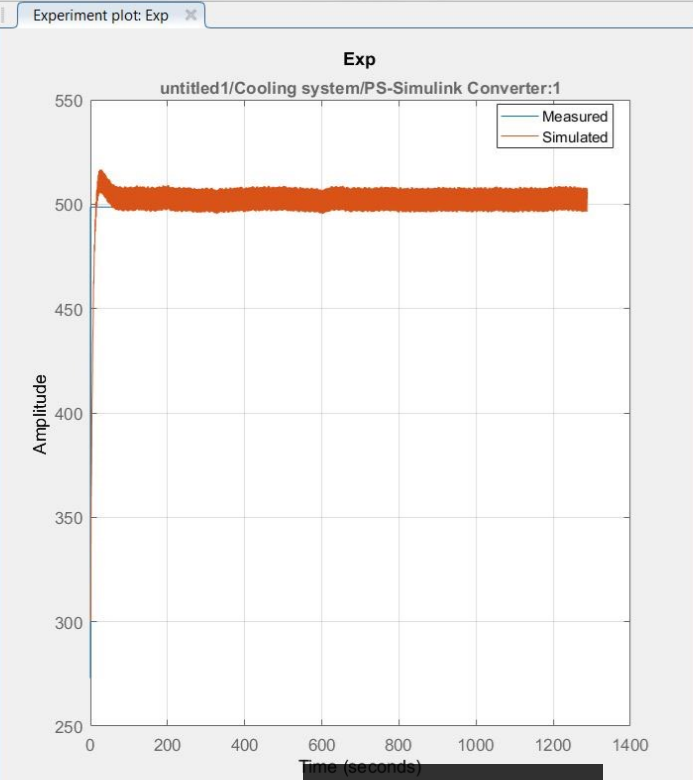 Experiment plot: Exp
Exp
untitled1/Cooling system/PS-Simulink Converter:1
Measured
Simulated
550
500
450
400
350
300
250
Amplitude
0 200 400 600 800 1000 1200 1400
Time (seconds)